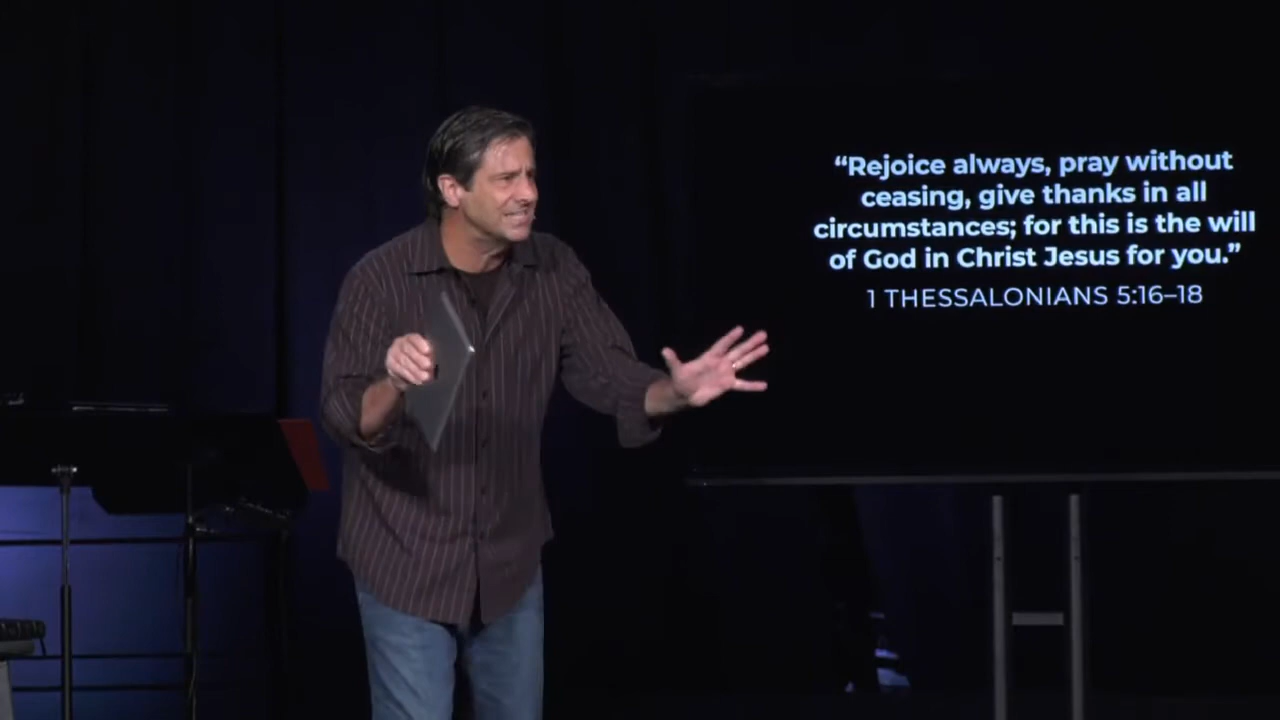 “Rejoice always, pray without
ceasing, give thanks in all
circumstances; for this is the will
of God in Christ Jesus for you.”
1 THESSALONIANS 5:16–18